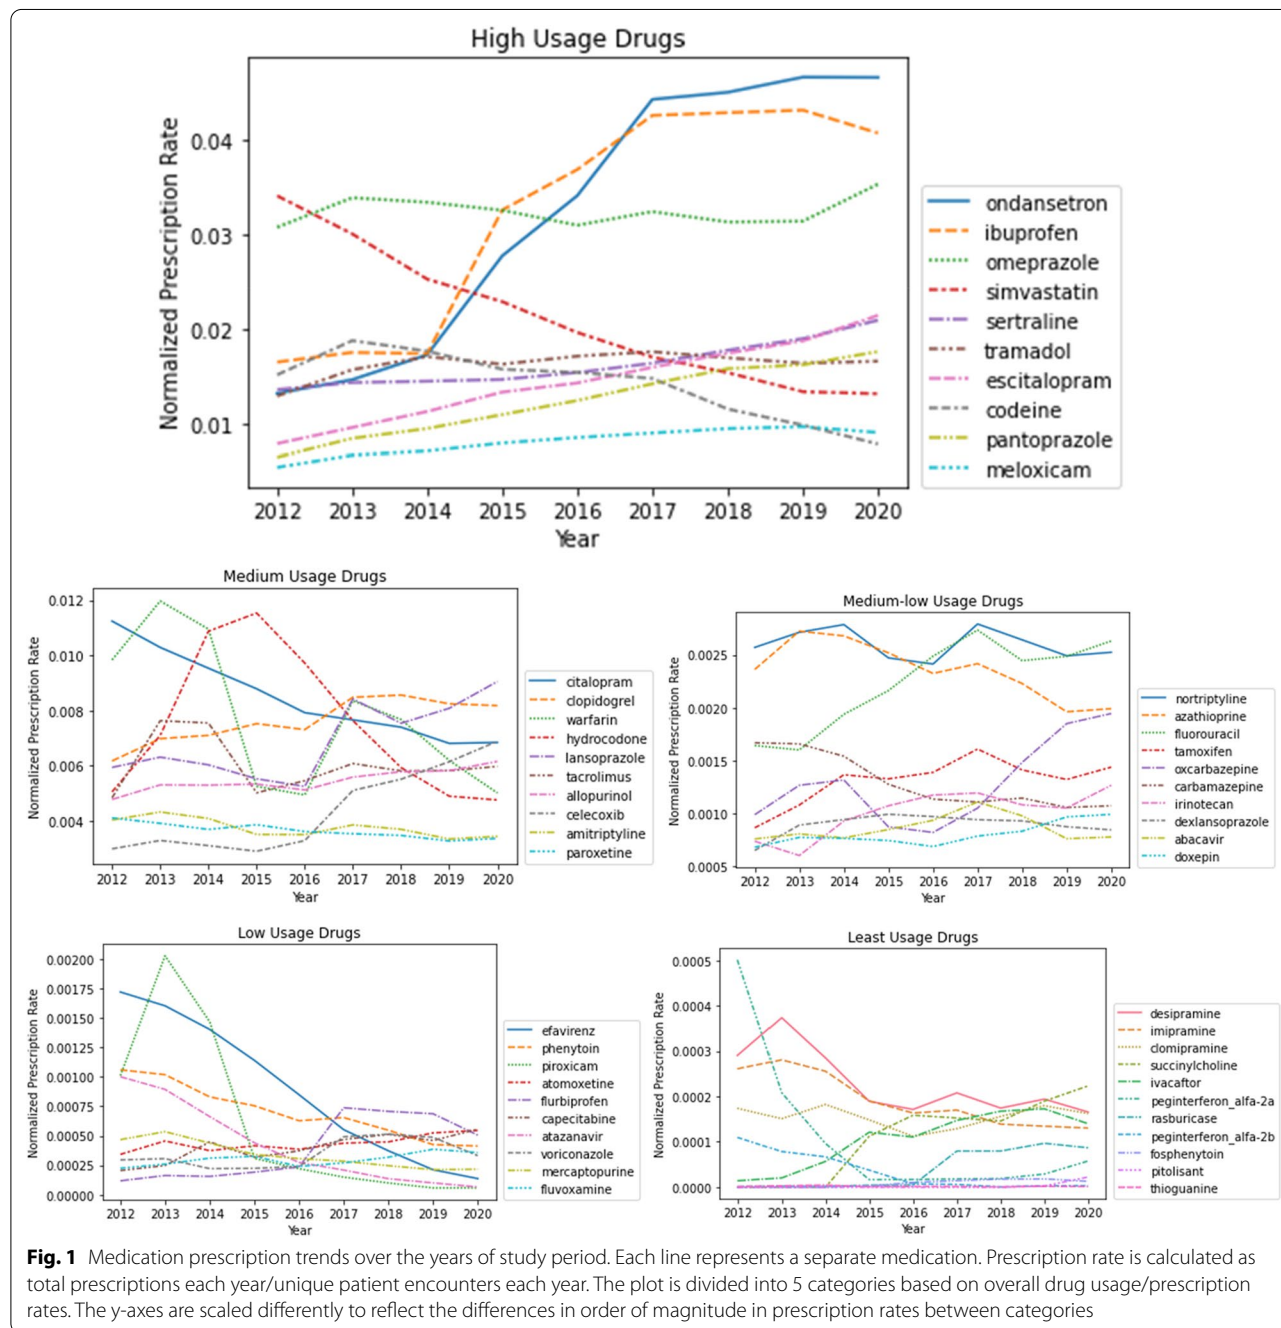 High Usage Drugs
Normalized Prescription Rate
0.04
0.03
0.02
0.01
2012 2013 2014 2015 2016 2017 2018 2019 2020
Year
ondansetron
ibuprofen
omeprazole
simvastatin
sertraline
tramadol
escitalopram
codeine
pantoprazole
meloxicam
Medium Usage Drugs
Normalized Prescription Rate
0.012
0.010
0.008
0.006
0.004
2012 2013 2014 2015 2016 2017 2018 2019 2020
Year
citalopram
clopidogrel
warfarin
hydrocodone
lansoprazole
tacrolimus
allopurinol
celecoxib
amitriptyline
paroxetine
Medium-low Usage Drugs
Normalized Prescription Rate
0.0025
0.0020
0.0015
0.0010
0.0005
2012 2013 2014 2015 2016 2017 2018 2019 2020
Year
nortriptyline
azathioprine
fluorouracil
tamoxifen
oxcarbazepine
carbamazepine
irinotecan
dexlansoprazole
abacavir
doxepin
Low Usage Drugs
Normalized Prescription Rate
0.00200
0.00175
0.00150
0.00125
0.00100
0.00075
0.00050
0.00025
0.00000
2012 2013 2014 2015 2016 2017 2018 2019 2020
Year
efavirenz
phenytoin
piroxicam
atomoxetine
flurbiprofen
capecitabine
atazanavir
voriconazole
mercaptopurine
fluvoxamine
Least Usage Drugs
Normalized Prescription Rate
0.0005
0.0004
0.0003
0.0002
0.0001
0.0000
2012 2013 2014 2015 2016 2017 2018 2019 2020
Year
desipramine
imipramine
clomipramine
succinylcholine
ivacaftor
peginterferon_alfa-2a
rasburicase
peginterferon_alfa-2b
fosphenytoin
pitolisant
thioguanine
Fig. 1 Medication prescription trends over the years of study period. Each line represents a separate medication. Prescription rate is calculated as
total prescriptions each year/unique patient encounters each year. The plot is divided into 5 categories based on overall drug usage/prescription
rates. The y-axes are scaled differently to reflect the differences in order of magnitude in prescription rates between categories